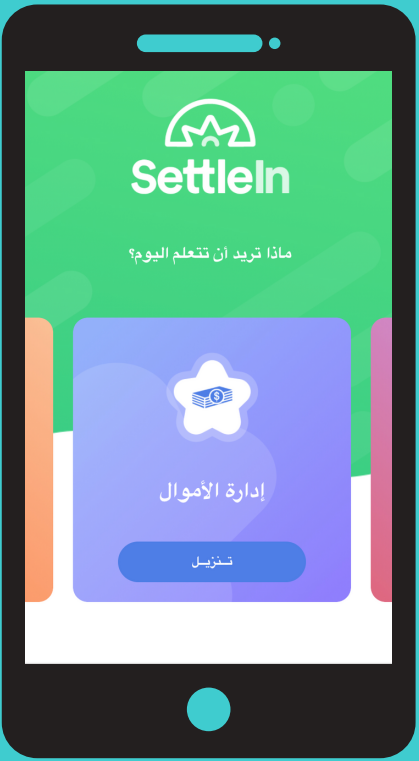 SettleIn
ماذا تريد أن تتعلم اليوم؟
$
إدارة الأموال
تنزيل